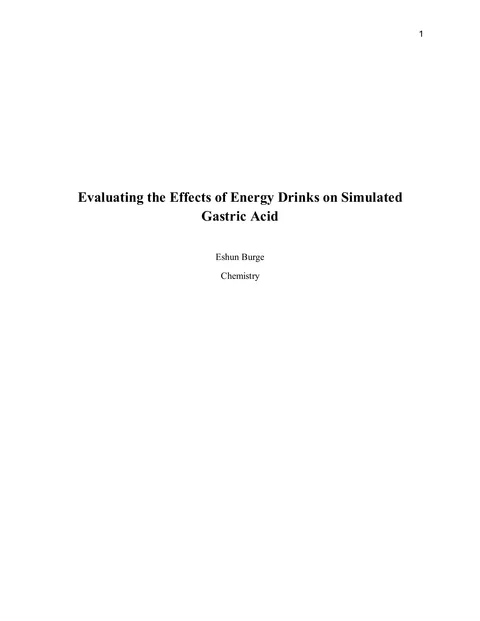 1
Evaluating the Effects of Energy Drinks on Simulated
Gastric Acid
Eshun Burge
Chemistry